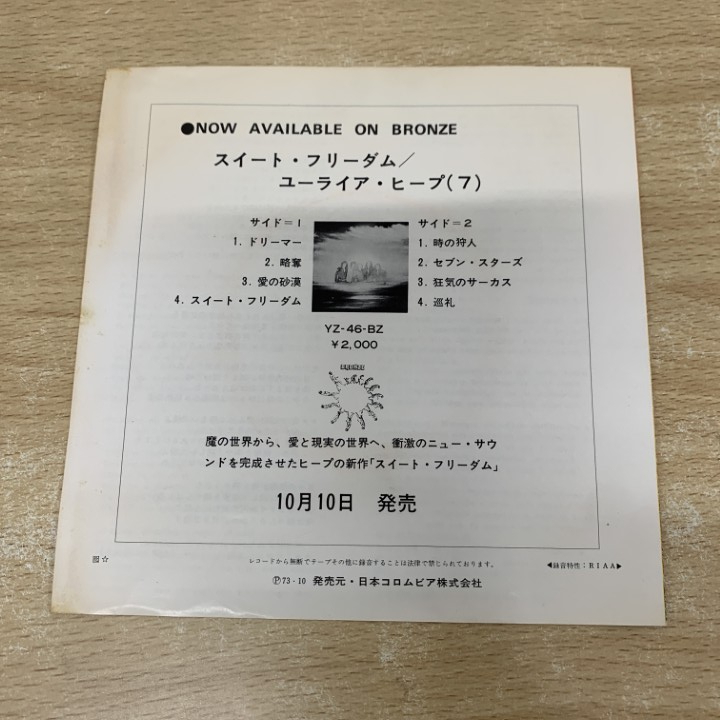 ●NOW AVAILABLE ON BRONZE
スイート・フリーダム／
ユーライア・ヒープ(7)
サイド=1
1. ドリーマー
2. 略奪
3. 愛の砂漠
4. スイート・フリーダム
サイド=2
1. 時の狩人
2. セブン・スターズ
3. 狂気のサーカス
4. 巡礼
YZ-46-BZ
￥2,000
BRONZE
魔の世界から、愛と現実の世界へ、衝激のニュー・サウ
ンドを完成させたヒープの新作「スイート・フリーダム」
10月10日 発売
☆
レコードから無断でテープその他に録音することは法律で禁じられております。
◀録音特性：RIAA▶
Ⓟ73・10 発売元・日本コロムビア株式会社